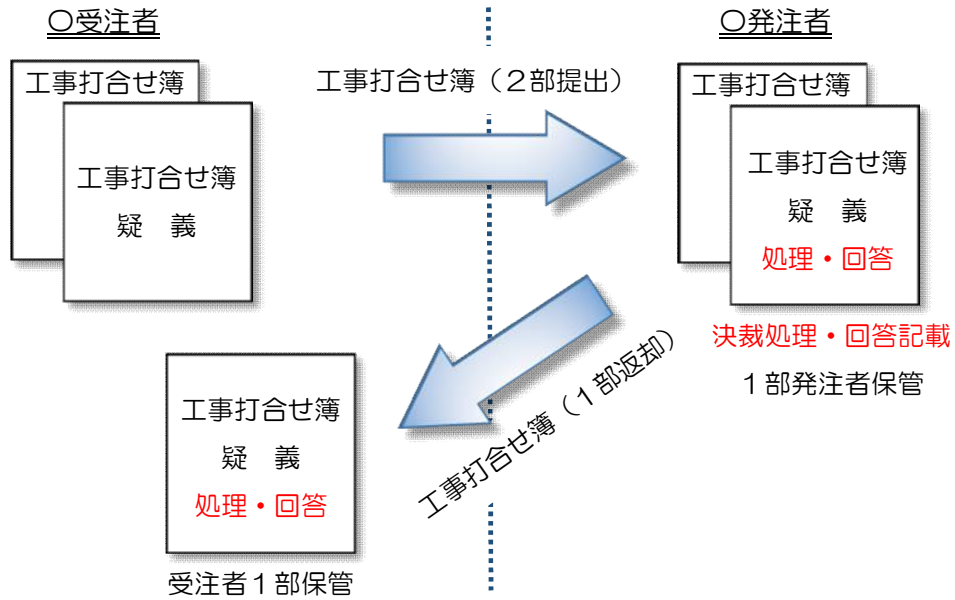 〇受注者
〇発注者
工事打合せ簿
工事打合せ簿
疑　義
工事打合せ簿（２部提出）
工事打合せ簿
工事打合せ簿
疑　義
処理・回答
決裁処理・回答記載
１部発注者保管
工事打合せ簿（１部返却）
工事打合せ簿
疑　義
処理・回答
受注者１部保管